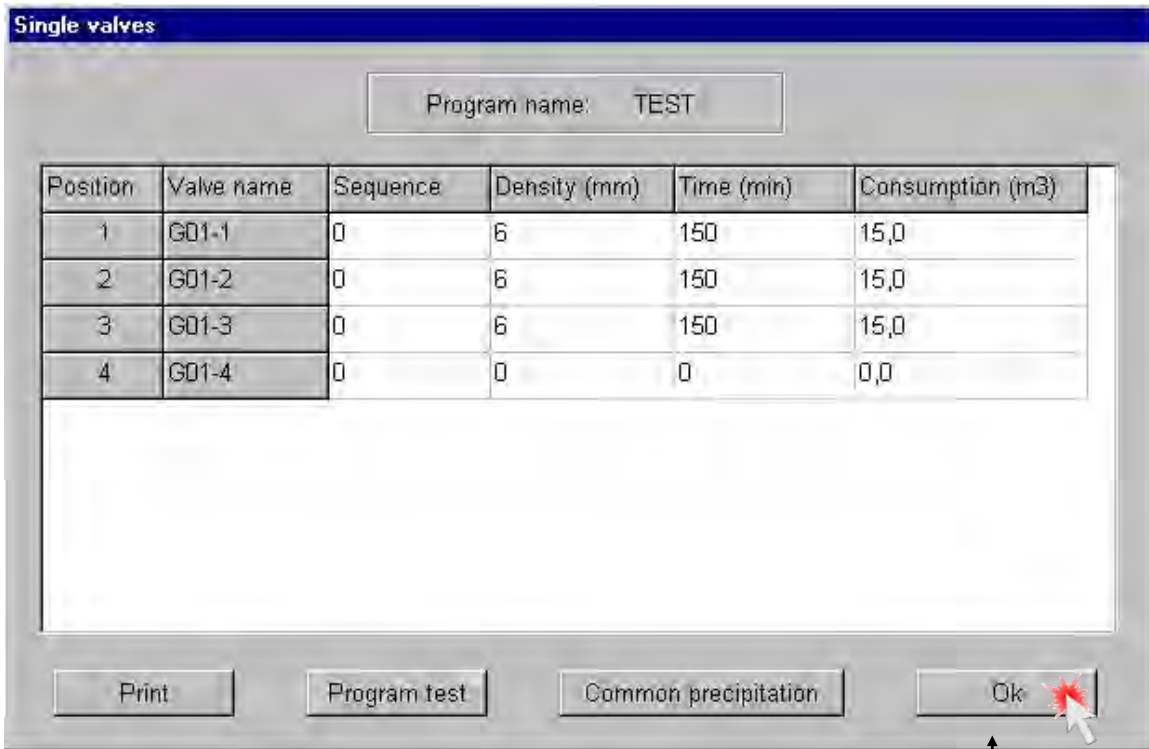 Single valves
Program name: TEST
Position Valve name Sequence Density (mm) Time (min) Consumption (m3)
1 G01-1 0 6 150 15,0
2 G01-2 0 6 150 15,0
3 G01-3 0 6 150 15,0
4 G01-4 0 0 0 0,0
Print Program test Common precipitation Ok